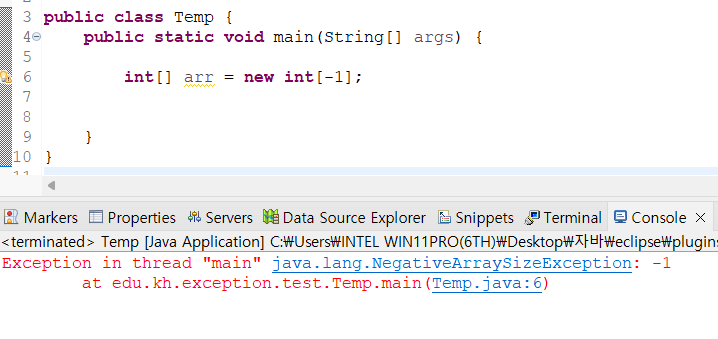 3 public class Temp {
4 public static void main(String[] args) {
5
6 int[] arr = new int[-1];
7
8
9 }
10 }
11
Markers Properties Servers Data Source Explorer Snippets Terminal Console
<terminated> Temp [Java Application] C:₩Users₩INTEL WIN11PRO(6TH)₩Desktop₩자바₩eclipse₩plugins
Exception in thread "main" java.lang.NegativeArraySizeException: -1
at edu.kh.exception.test.Temp.main(Temp.java:6)